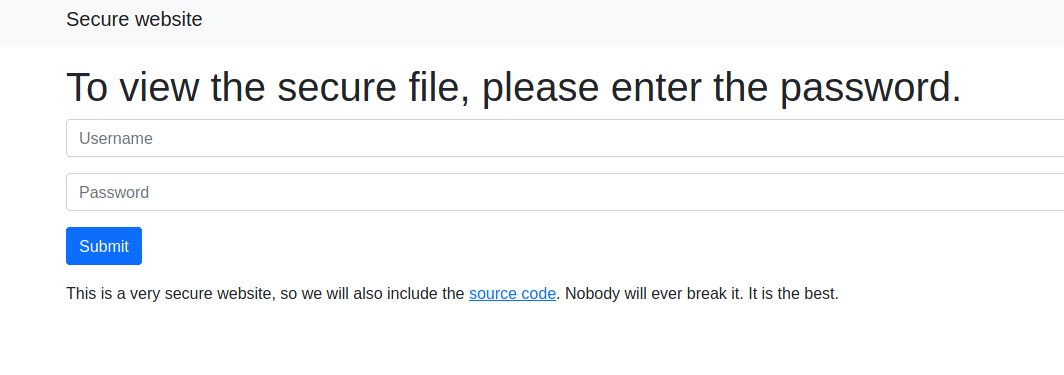 Secure website
To view the secure file, please enter the password.
Username
Password
Submit
This is a very secure website, so we will also include the source code. Nobody will ever break it. It is the best.